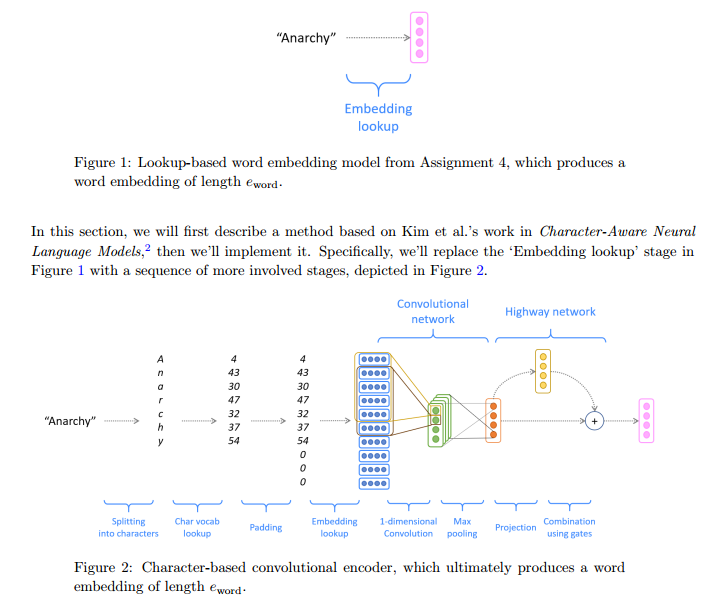 “Anarchy”
Embedding
lookup
Figure 1: Lookup-based word embedding model from Assignment 4, which produces a
word embedding of length eword.
In this section, we will first describe a method based on Kim et al.’s work in Character-Aware Neural
Language Models,2 then we’ll implement it. Specifically, we’ll replace the ‘Embedding lookup’ stage in
Figure 1 with a sequence of more involved stages, depicted in Figure 2.
Convolutional
network
Highway network
“Anarchy”
A 4 4
n 43 43
a 30 30
r 47 47
c 32 32
h 37 37
y 54 54
0
0
0
+
Splitting
into characters
Char vocab
lookup
Padding
Embedding
lookup
1-dimensional
Convolution
Max
pooling
Projection
Combination
using gates
Figure 2: Character-based convolutional encoder, which ultimately produces a word
embedding of length eword.